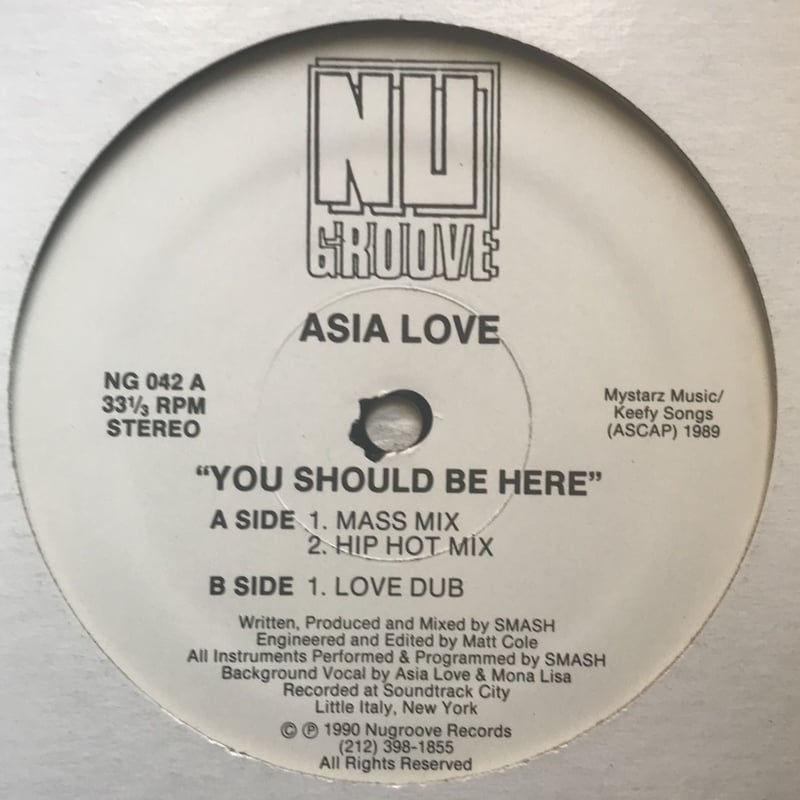 NU
GROOVE
ASIA LOVE
NG 042 A
33⅓ RPM
STEREO
Mystarz Music/
Keefy Songs
(ASCAP) 1989
“YOU SHOULD BE HERE”
A SIDE 1. MASS MIX
2. HIP HOT MIX
B SIDE 1. LOVE DUB
Written, Produced and Mixed by SMASH
Engineered and Edited by Matt Cole
All Instruments Performed & Programmed by SMASH
Background Vocal by Asia Love & Mona Lisa
Recorded at Soundtrack City
Little Italy, New York
© ℗ 1990 Nugroove Records
(212) 398-1855
All Rights Reserved